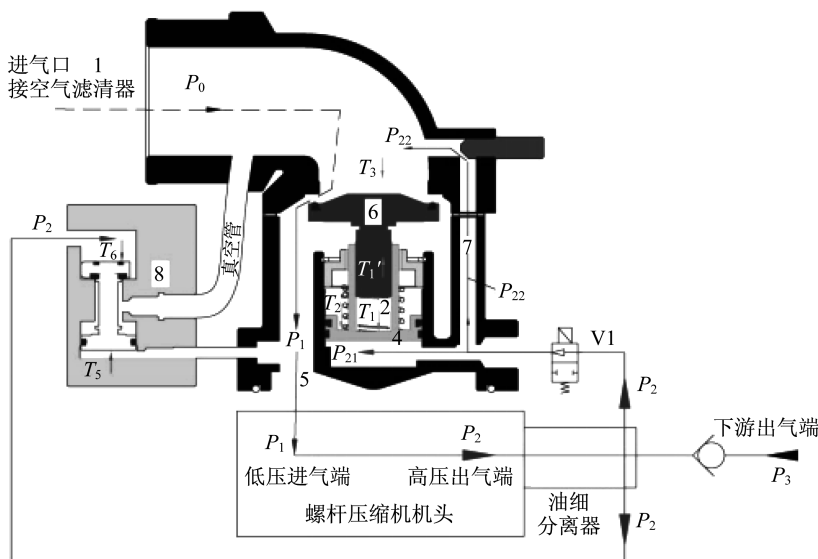 进气口 1
接空气滤清器
P₀
P₂₂
T₃
6
P₂
T₆
8
真空管
7
T₁′
T₂
T₁
2
P₂₂
4
V1
P₁
P₂₁
T₅
5
P₂
P₁
P₂
下游出气端
P₃
低压进气端
高压出气端
螺杆压缩机机头
油细
分离器
P₂